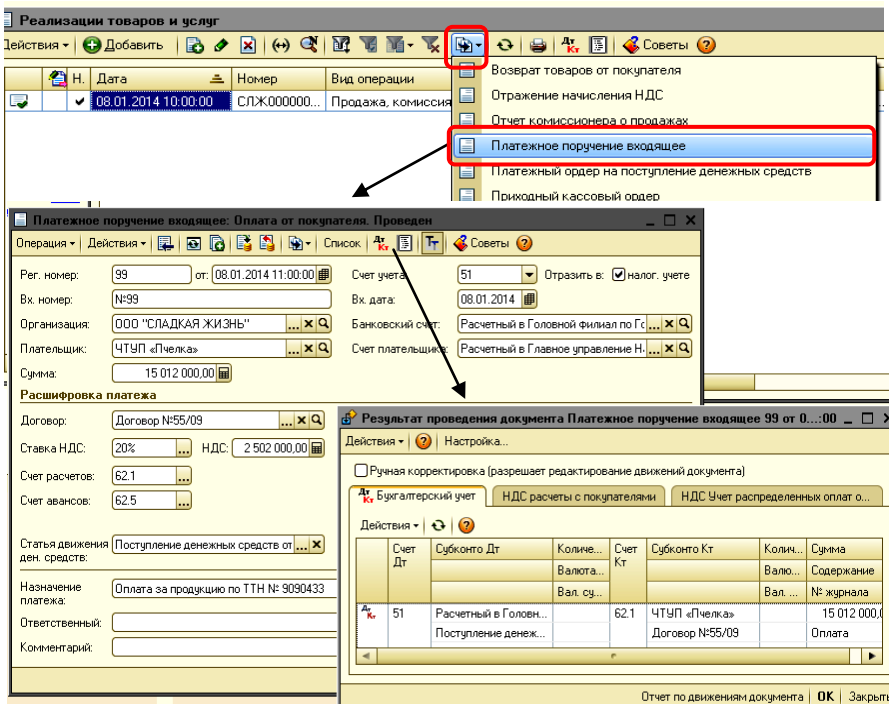 Реализации товаров и услуг
Действия Добавить Советы
Н. Дата Номер Вид операции
08.01.2014 10:00:00 СЛЖ000000... Продажа, комиссия
Возврат товаров от покупателя
Отражение начисления НДС
Отчет комиссионера о продажах
Платежное поручение входящее
Платежный ордер на поступление денежных средств
Приходный кассовый ордер
Платежное поручение входящее: Оплата от покупателя. Проведен
Операция Действия Список Дт Кт Советы
Рег. номер: 99 от: 08.01.2014 11:00:00 Счет учета: 51 Отразить в: налог. учете
Вх. номер: №99 Вх. дата: 08.01.2014
Организация: ООО "СЛАДКАЯ ЖИЗНЬ" Банковский счет: Расчетный в Головной филиал по Го
Плательщик: ЧТУП «Пчелка» Счет плательщика: Расчетный в Главное управление Н.
Сумма: 15 012 000,00
Расшифровка платежа
Договор: Договор №55/09
Ставка НДС: 20% НДС: 2 502 000,00
Счет расчетов: 62.1
Счет авансов: 62.5
Статья движения ден. средств: Поступление денежных средств от
Назначение платежа: Оплата за продукцию по ТТН № 9090433
Ответственный:
Комментарий:
Результат проведения документа Платежное поручение входящее 99 от 0...:00
Действия Настройка...
Ручная корректировка (разрешает редактирование движений документа)
Бухгалтерский учет НДС расчеты с покупателями НДС Учет распределенных оплат о...
Действия
Счет Дт Субконто Дт Количе... Счет Кт Субконто Кт Колич... Сумма
Валюта... Валю... Содержание
Вал. су... Вал. ... № журнала
51 Расчетный в Головн... 62.1 ЧТУП «Пчелка» 15 012 000,
Поступление денеж... Договор №55/09 Оплата
Отчет по движениям документа OK Закрыть